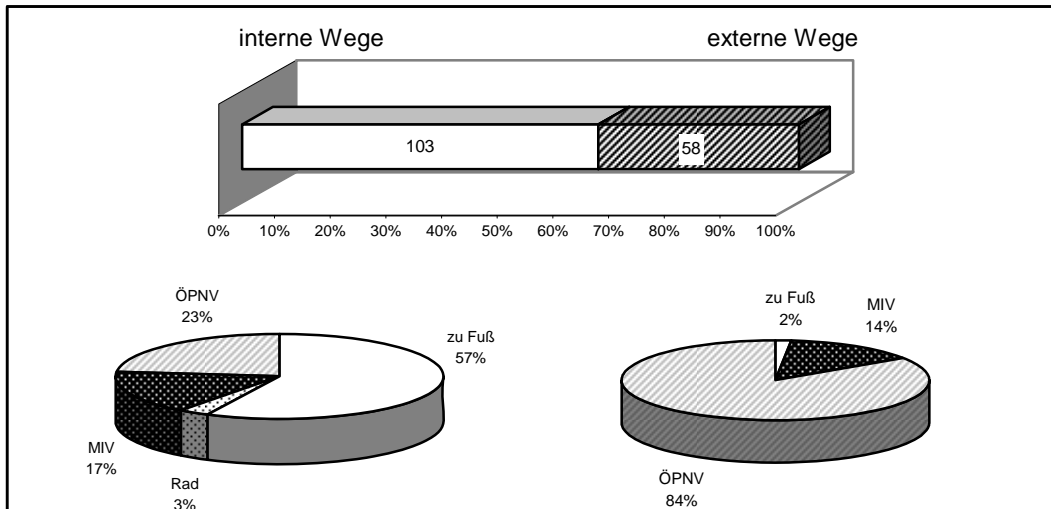 interne Wege
externe Wege
103
58
0% 10% 20% 30% 40% 50% 60% 70% 80% 90% 100%
ÖPNV
23%
zu Fuß
57%
MIV
17%
Rad
3%
zu Fuß
2%
MIV
14%
ÖPNV
84%